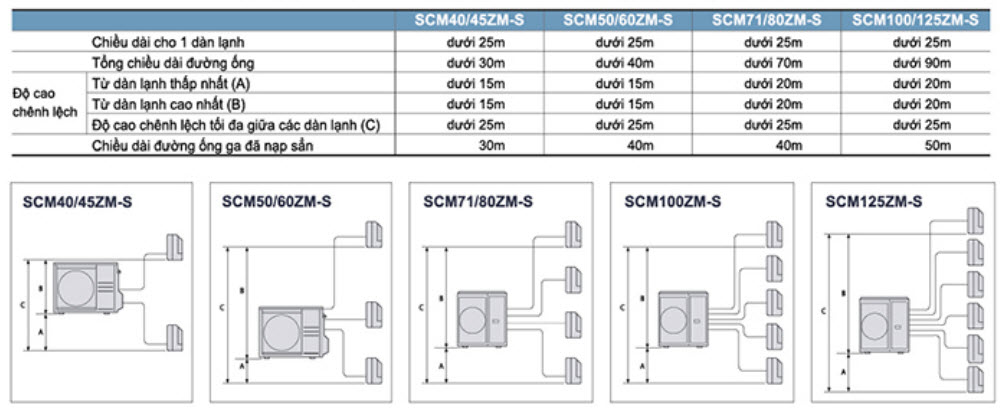 SCM40/45ZM-S SCM50/60ZM-S SCM71/80ZM-S SCM100/125ZM-S
Chiều dài cho 1 dàn lạnh dưới 25m dưới 25m dưới 25m dưới 25m
Tổng chiều dài đường ống dưới 30m dưới 40m dưới 70m dưới 90m
Độ cao chênh lệch Từ dàn lạnh thấp nhất (A) dưới 15m dưới 15m dưới 20m dưới 20m
Từ dàn lạnh cao nhất (B) dưới 15m dưới 15m dưới 20m dưới 20m
Độ cao chênh lệch tối đa giữa các dàn lạnh (C) dưới 25m dưới 25m dưới 25m dưới 25m
Chiều dài đường ống ga đã nạp sẳn 30m 40m 40m 50m
SCM40/45ZM-S SCM50/60ZM-S SCM71/80ZM-S SCM100ZM-S SCM125ZM-S
C B A
C B A
C B A
C B A
C B A